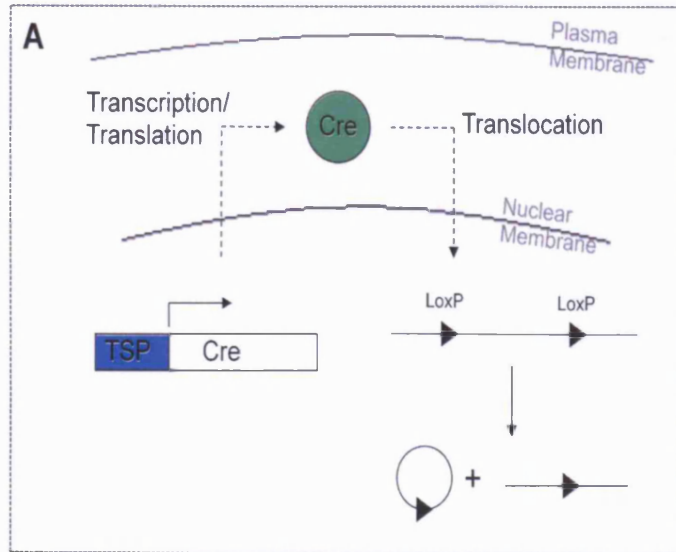 A
Plasma
Membrane
Transcription/
Translation
Cre
Translocation
Nuclear
Membrane
LoxP
LoxP
TSP
Cre
+